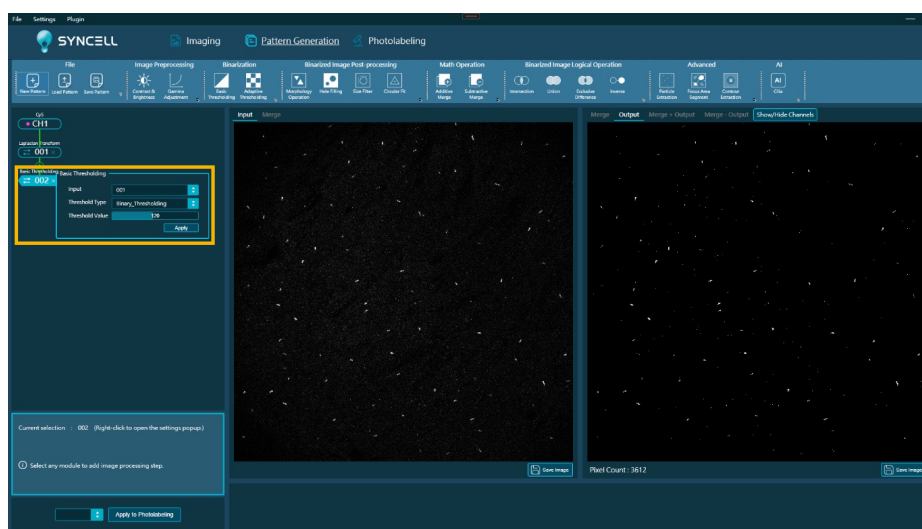 File Settings Plugin
SYNCELL Imaging Pattern Generation Photolabeling
File Image Preprocessing Binarization Binarized Image Post-processing Math Operation Binarized Image Logical Operation Advanced AI
New Pattern Load Pattern Save Pattern Contrast & Brightness Gamma Adjustment Basic Thresholding Adaptive Thresholding Morphology Operation Hole Filling Size Filter Circular Fit Additive Merge Subtractive Merge Intersection Union Exclusive Difference Inverse Particle Extraction Focus Area Segment Contour Extraction AI Cilia
Cy5
CH1
Laplacian Transform
001
Basic Thresholding
002
Basic Thresholding
Input 001
Threshold Type Binary_Thresholding
Threshold Value 120
Apply
Input Merge
Merge Output Merge + Output Merge - Output Show/Hide Channels
Current selection : 002 (Right-click to open the settings popup.)
Select any module to add image processing step.
Save Image
Pixel Count : 3612
Save Image
Apply to Photolabeling